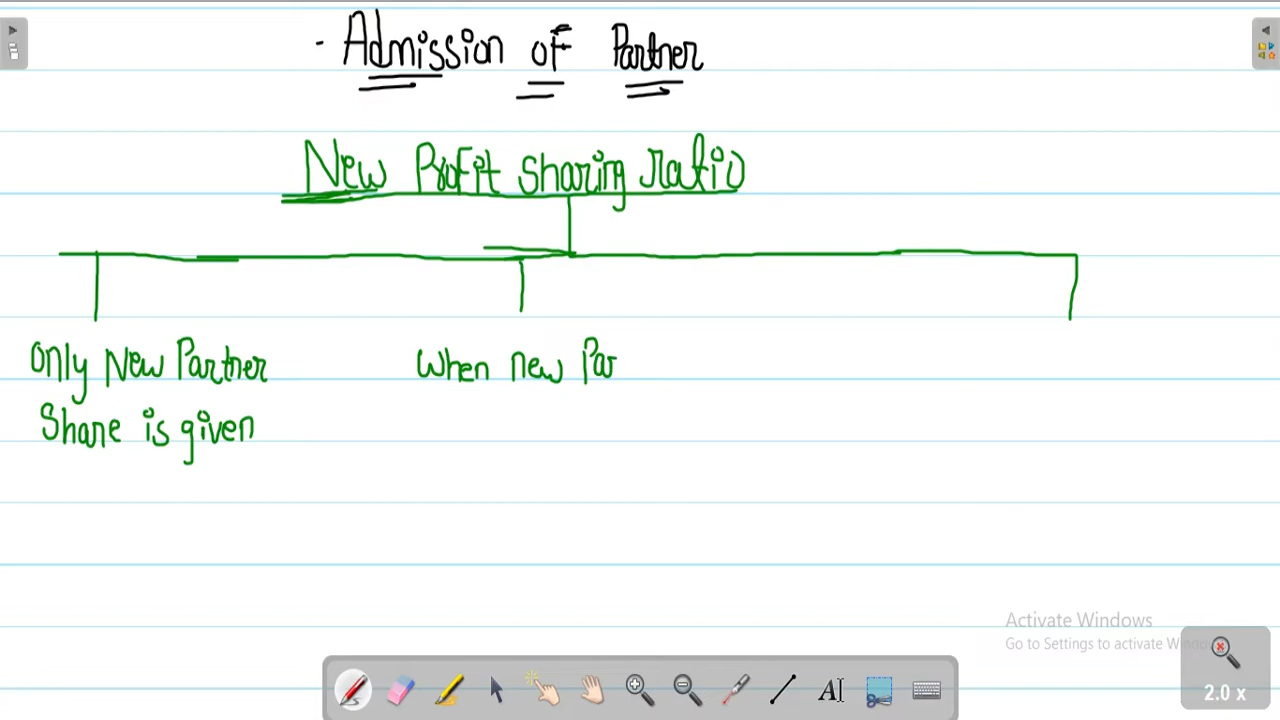 - Admission of Partner
New Profit Sharing ratio
Only New Partner
Share is given
When new Par
Activate Windows
Go to Settings to activate Windows
AI
2.0 x